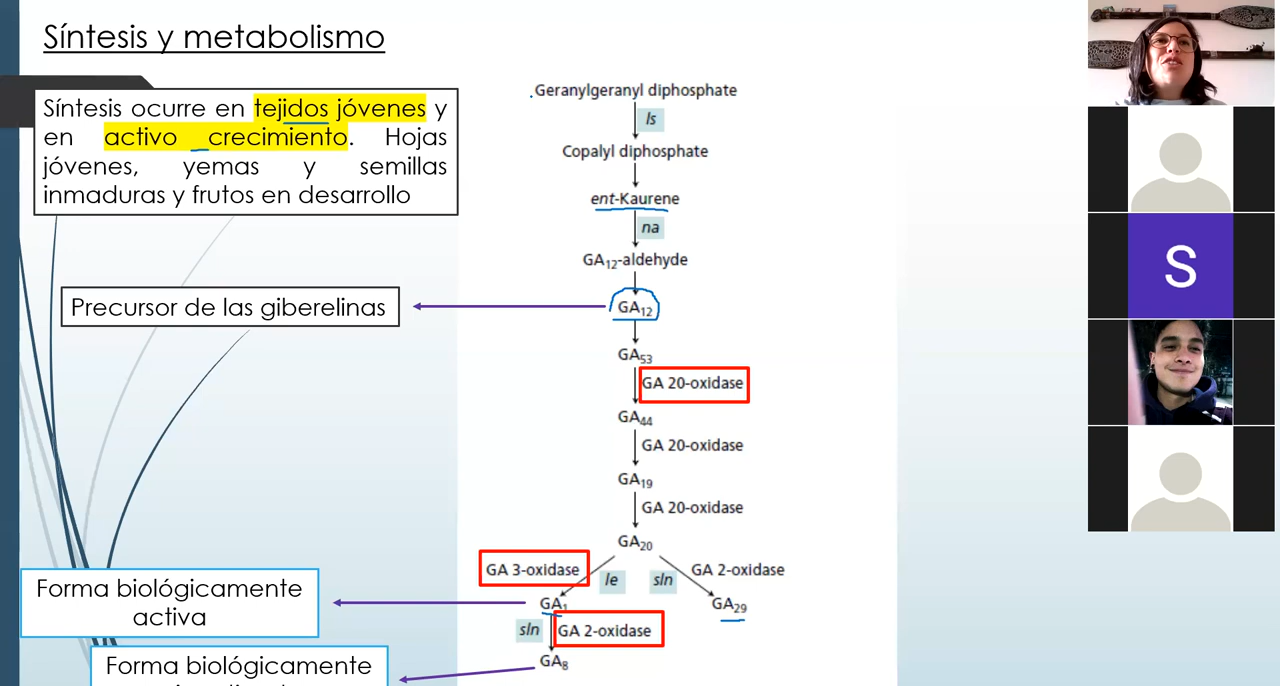 Síntesis y metabolismo
Síntesis ocurre en tejidos jóvenes y
en activo crecimiento. Hojas
jóvenes, yemas y semillas
inmaduras y frutos en desarrollo
Geranylgeranyl diphosphate
ls
Copalyl diphosphate
ent-Kaurene
na
GA12-aldehyde
Precursor de las giberelinas
GA12
GA53
GA 20-oxidase
GA44
GA 20-oxidase
GA19
GA 20-oxidase
GA20
GA 3-oxidase
le
sln
GA 2-oxidase
Forma biológicamente
activa
GA1
GA29
sln
GA 2-oxidase
GA8
Forma biológicamente
S